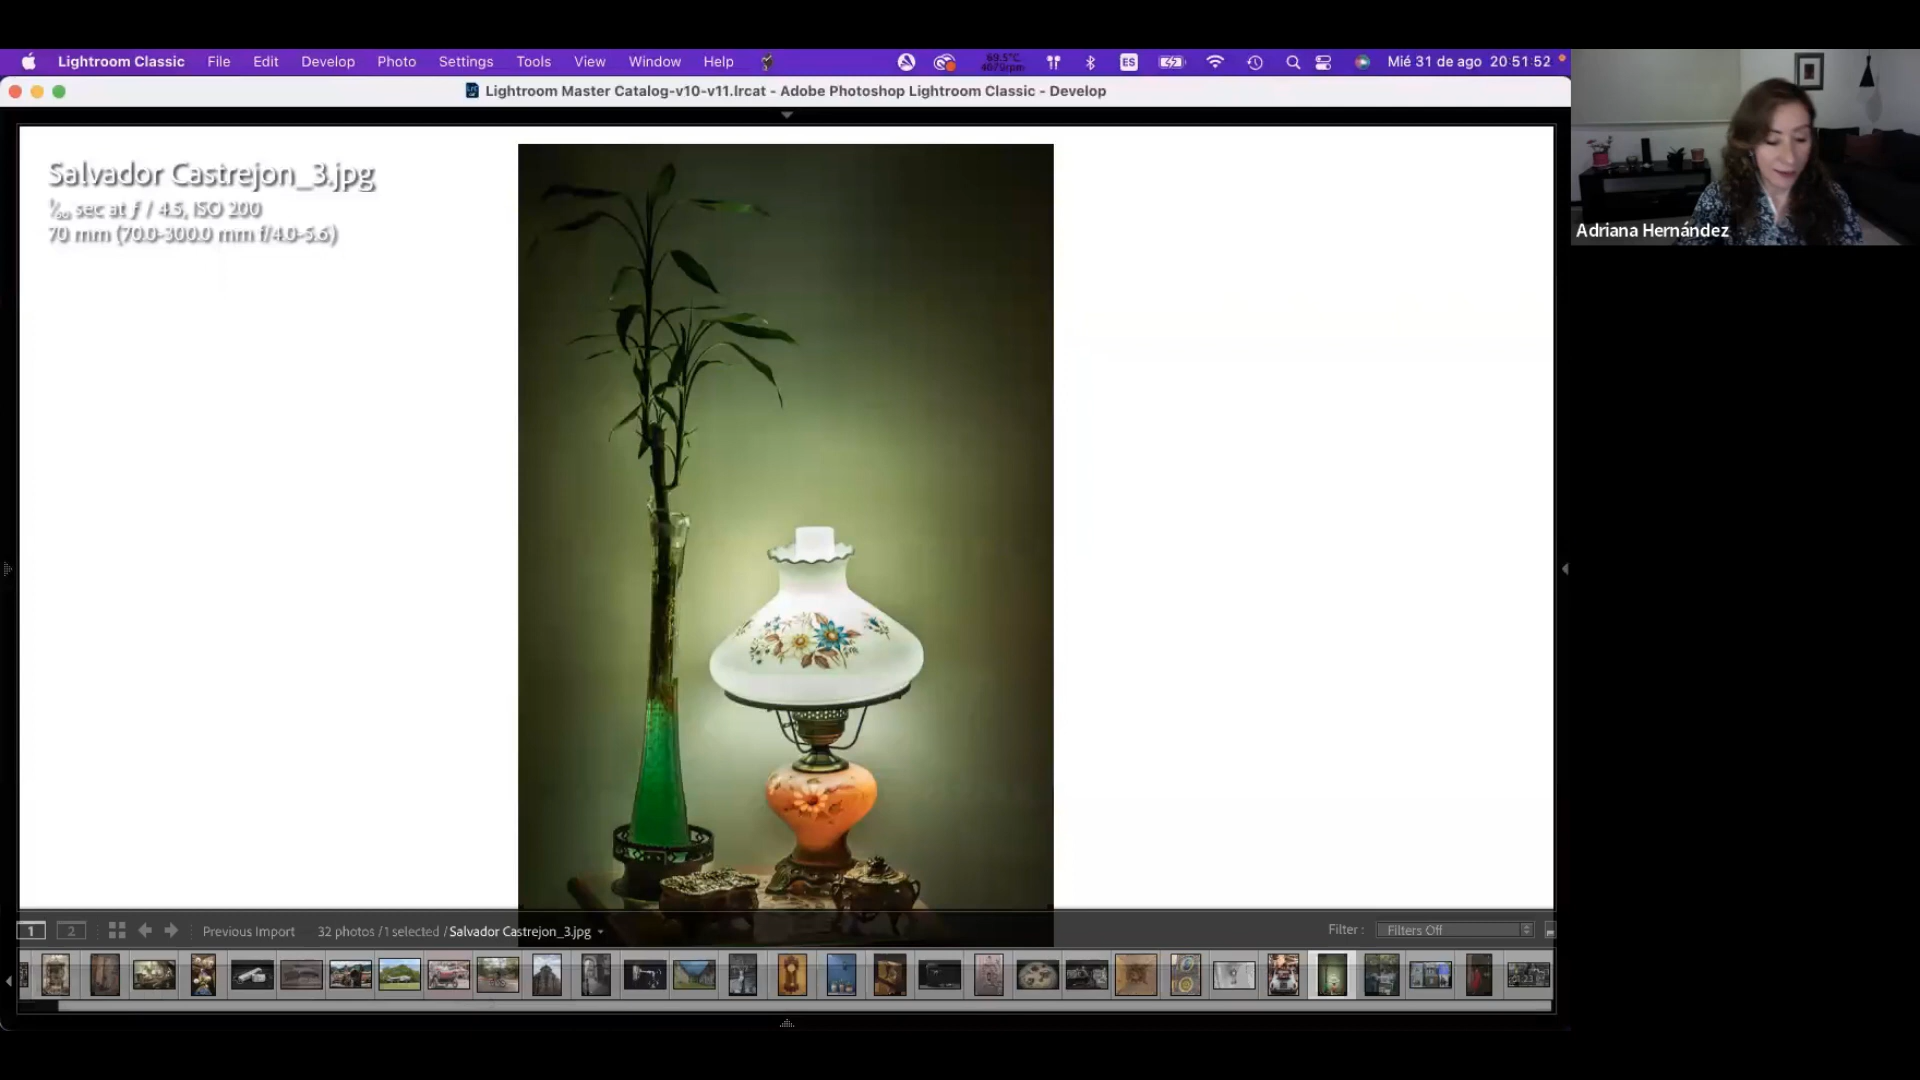 Lightroom Classic File Edit Develop Photo Settings Tools View Window Help ES Mié 31 de ago 20:51:52
Lightroom Master Catalog-v10-v11.lrcat - Adobe Photoshop Lightroom Classic - Develop
Salvador Castrejon_3.jpg
sec at ƒ / 4.5, ISO 200
70 mm (70.0-300.0 mm f/4.0-5.6)
Adriana Hernández
1 2 Previous Import 32 photos / 1 selected / Salvador Castrejon_3.jpg Filter : Filters Off